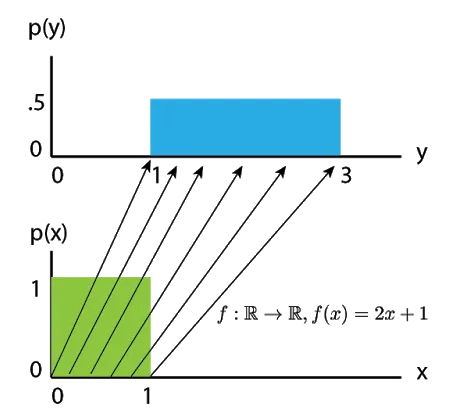 p(y)
.5
0
0
1
3
y
p(x)
1
f : ℝ → ℝ, f(x) = 2x + 1
0
0
1
x